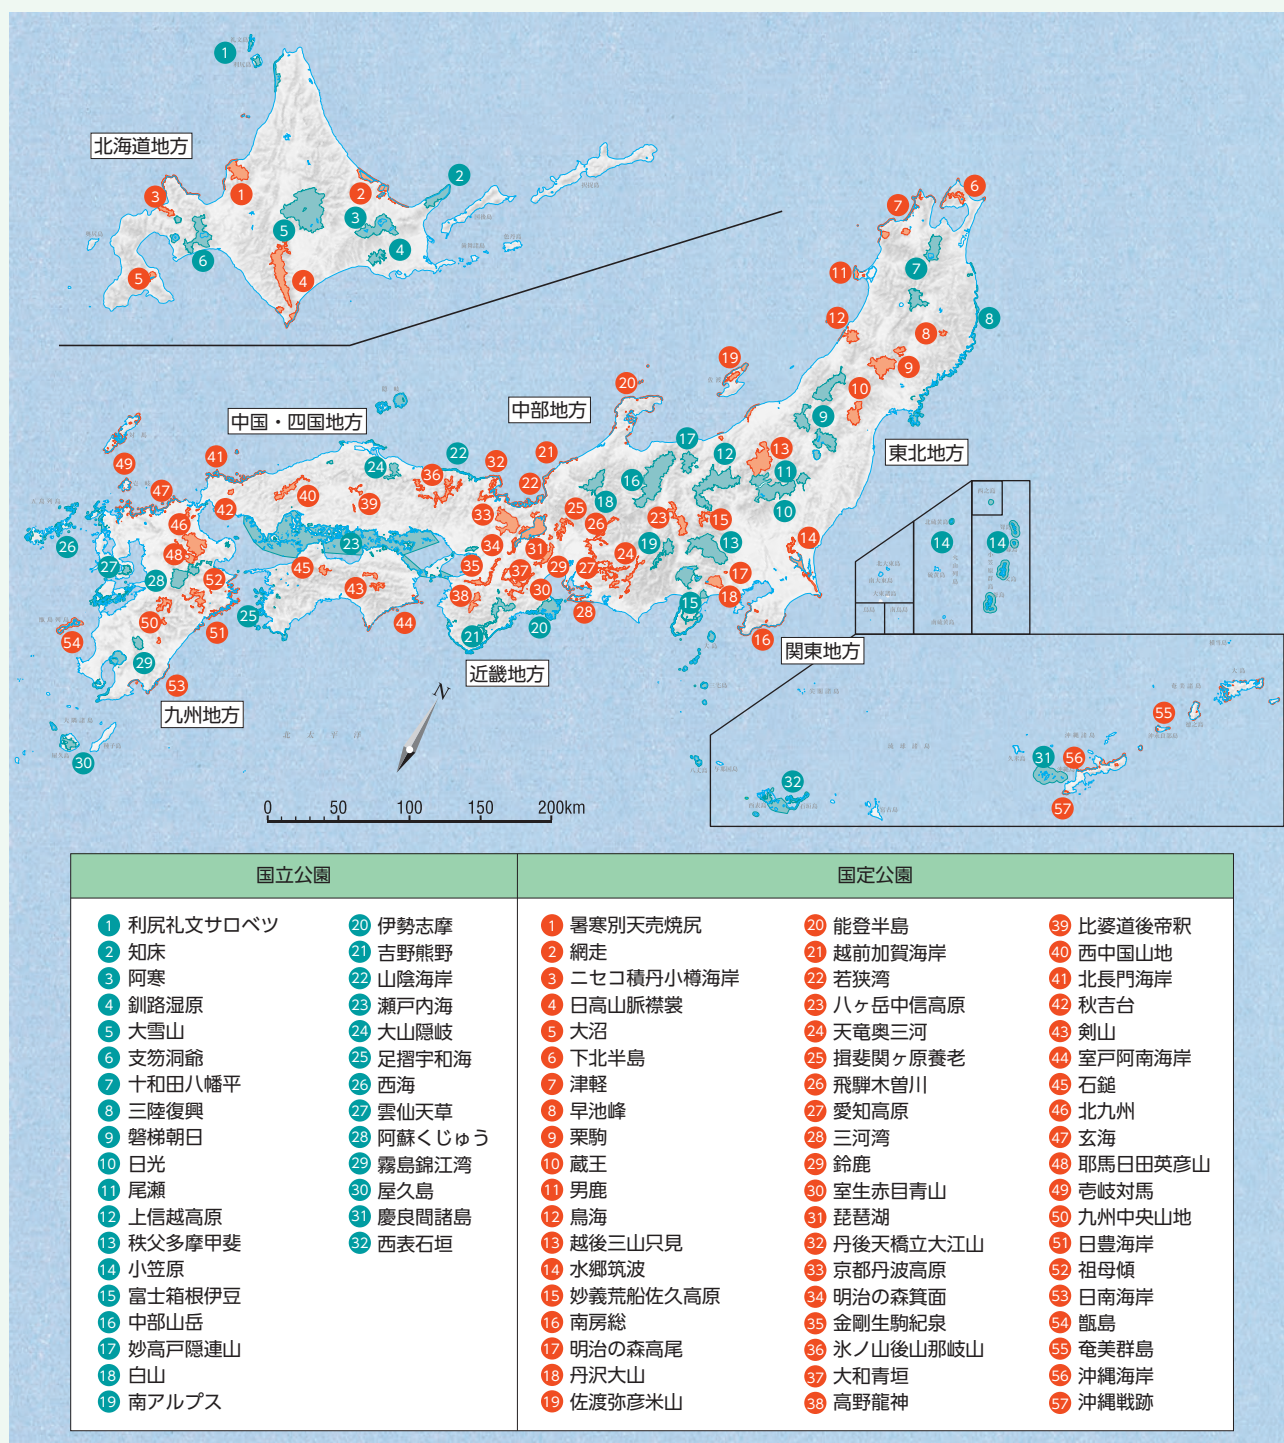 北海道地方
中国・四国地方
中部地方
東北地方
近畿地方
関東地方
九州地方
N
北太平洋
0 50 100 150 200km
国立公園
1 利尻礼文サロベツ
2 知床
3 阿寒
4 釧路湿原
5 大雪山
6 支笏洞爺
7 十和田八幡平
8 三陸復興
9 磐梯朝日
10 日光
11 尾瀬
12 上信越高原
13 秩父多摩甲斐
14 小笠原
15 富士箱根伊豆
16 中部山岳
17 妙高戸隠連山
18 白山
19 南アルプス
20 伊勢志摩
21 吉野熊野
22 山陰海岸
23 瀬戸内海
24 大山隠岐
25 足摺宇和海
26 西海
27 雲仙天草
28 阿蘇くじゅう
29 霧島錦江湾
30 屋久島
31 慶良間諸島
32 西表石垣
国定公園
1 暑寒別天売焼尻
2 網走
3 ニセコ積丹小樽海岸
4 日高山脈襟裳
5 大沼
6 下北半島
7 津軽
8 早池峰
9 栗駒
10 蔵王
11 男鹿
12 鳥海
13 越後三山只見
14 水郷筑波
15 妙義荒船佐久高原
16 南房総
17 明治の森高尾
18 丹沢大山
19 佐渡弥彦米山
20 能登半島
21 越前加賀海岸
22 若狭湾
23 八ヶ岳中信高原
24 天竜奥三河
25 揖斐関ヶ原養老
26 飛騨木曽川
27 愛知高原
28 三河湾
29 鈴鹿
30 室生赤目青山
31 琵琶湖
32 丹後天橋立大江山
33 京都丹波高原
34 明治の森箕面
35 金剛生駒紀泉
36 氷ノ山後山那岐山
37 大和青垣
38 高野龍神
39 比婆道後帝釈
40 西中国山地
41 北長門海岸
42 秋吉台
43 剣山
44 室戸阿南海岸
45 石鎚
46 北九州
47 玄海
48 耶馬日田英彦山
49 壱岐対馬
50 九州中央山地
51 日豊海岸
52 祖母傾
53 日南海岸
54 甑島
55 奄美群島
56 沖縄海岸
57 沖縄戦跡